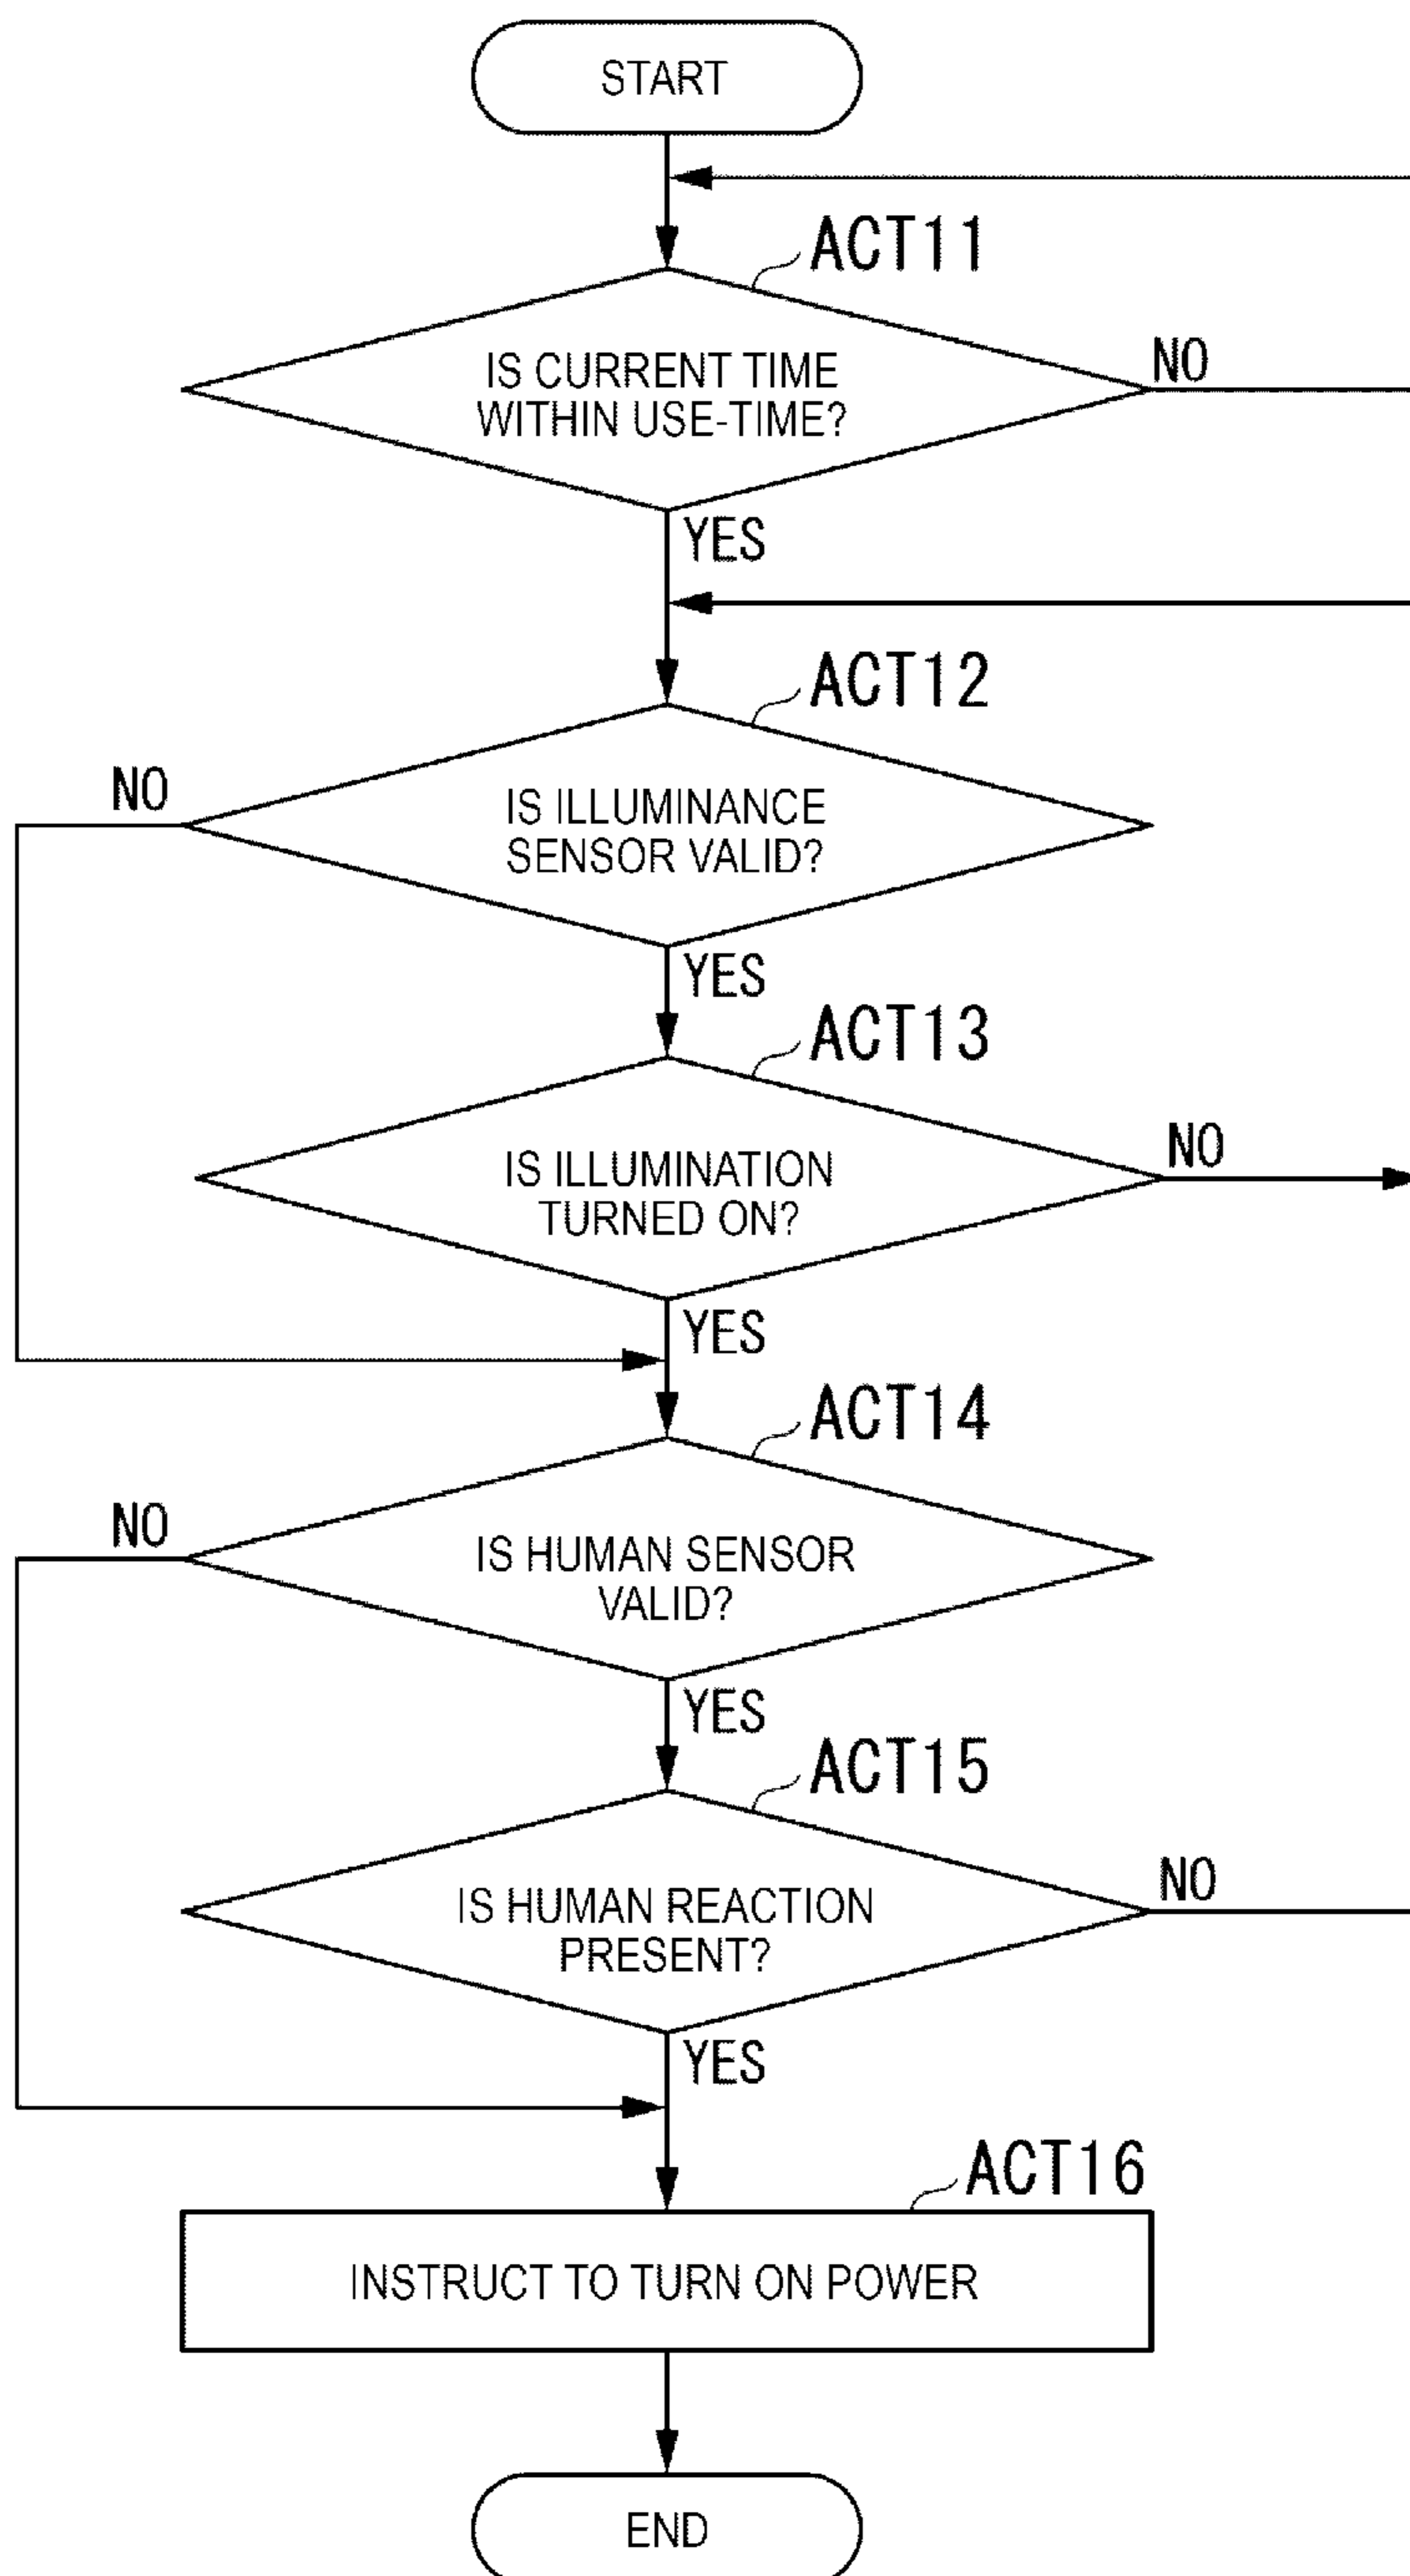 START
ACT11
IS CURRENT TIME
WITHIN USE-TIME?
NO
YES
ACT12
NO
IS ILLUMINANCE
SENSOR VALID?
YES
ACT13
IS ILLUMINATION
TURNED ON?
NO
YES
ACT14
NO
IS HUMAN SENSOR
VALID?
YES
ACT15
IS HUMAN REACTION
PRESENT?
NO
YES
ACT16
INSTRUCT TO TURN ON POWER
END